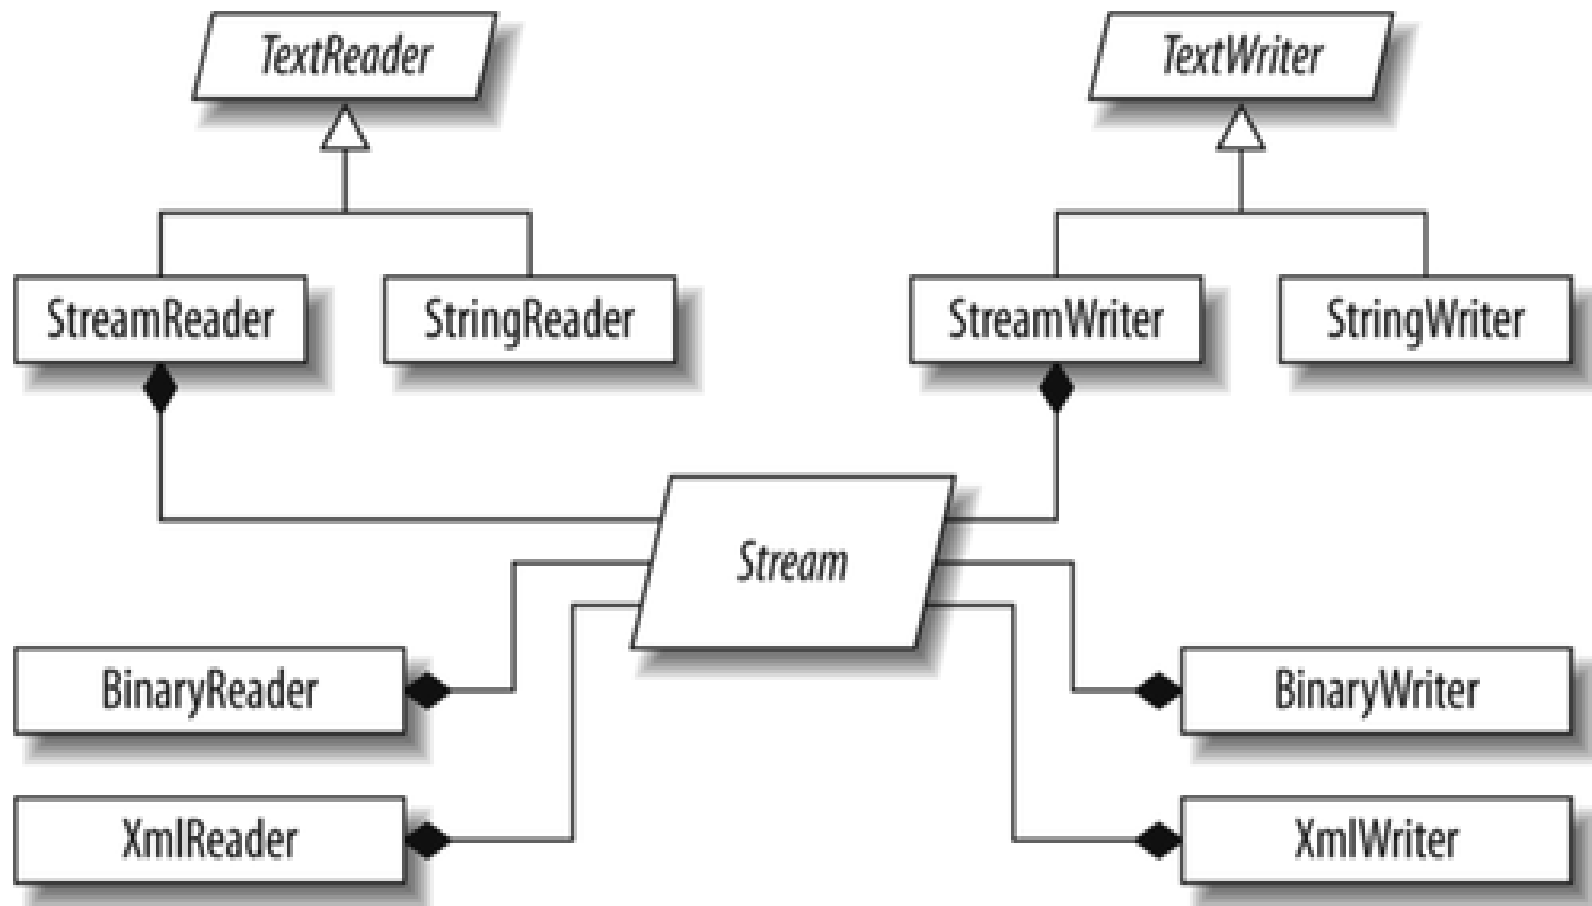 TextReader
TextWriter
StreamReader
StringReader
StreamWriter
StringWriter
Stream
BinaryReader
BinaryWriter
XmlReader
XmlWriter